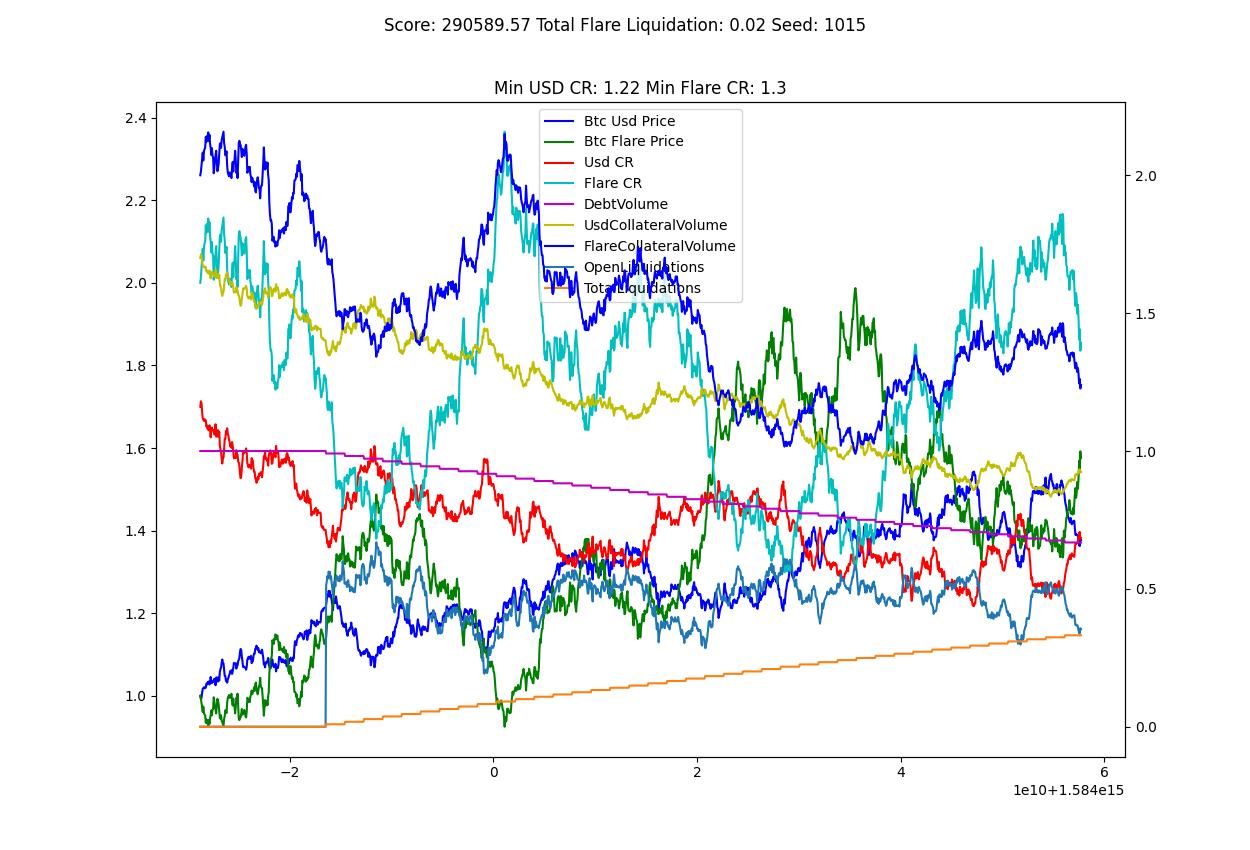 Score: 290589.57 Total Flare Liquidation: 0.02 Seed: 1015
Min USD CR: 1.22 Min Flare CR: 1.3
Btc Usd Price
Btc Flare Price
Usd CR
Flare CR
DebtVolume
UsdCollateralVolume
FlareCollateralVolume
OpenLiquidations
TotalLiquidations
2.4
2.2
2.0
1.8
1.6
1.4
1.2
1.0
2.0
1.5
1.0
0.5
0.0
−2
0
2
4
6
1e10+1.584e15